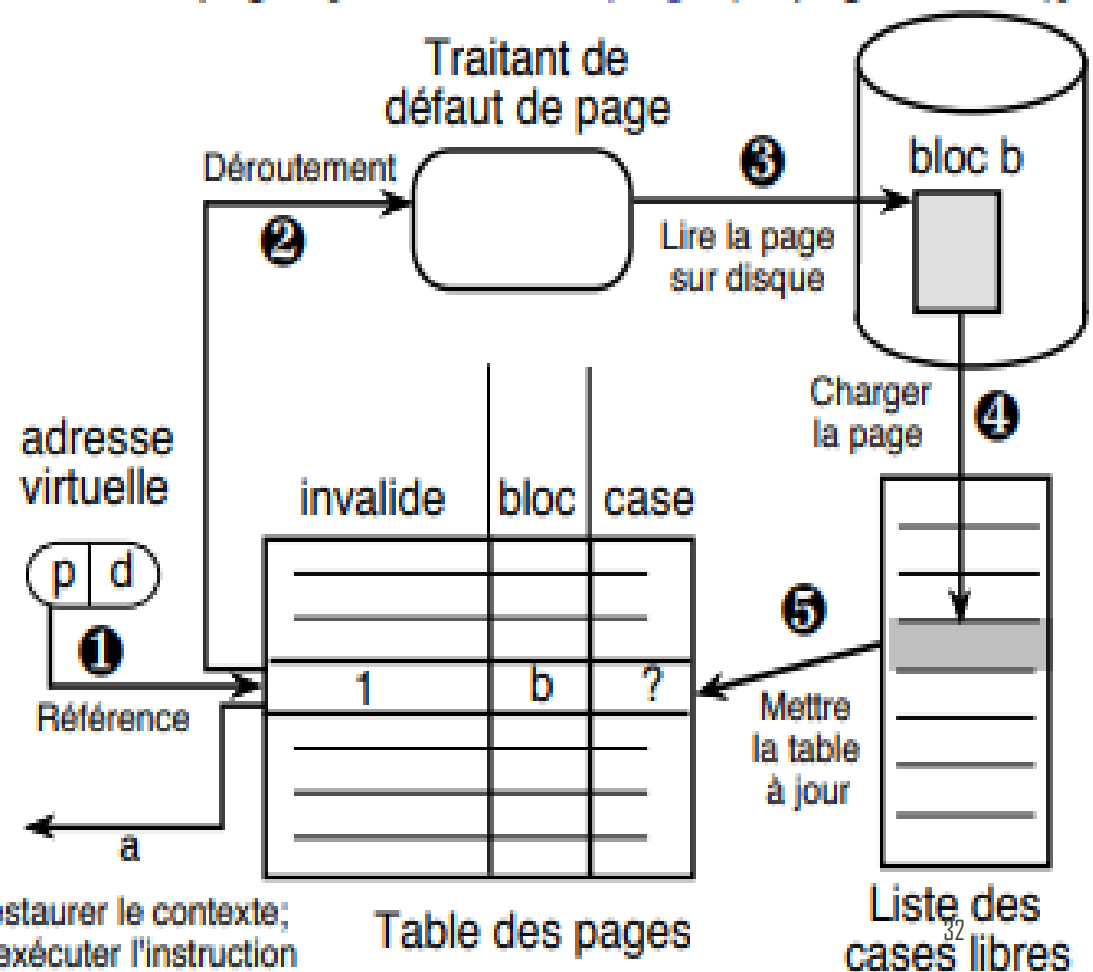 Traitant de
défaut de page
bloc b
Déroutement
❸
❷
Lire la page
sur disque
Charger
la page
❹
adresse
virtuelle
invalide bloc case
p d
❺
❶
1 b ?
Référence
Mettre
la table
à jour
a
estaurer le contexte;
exécuter l'instruction
Table des pages
Liste des
32
cases libres